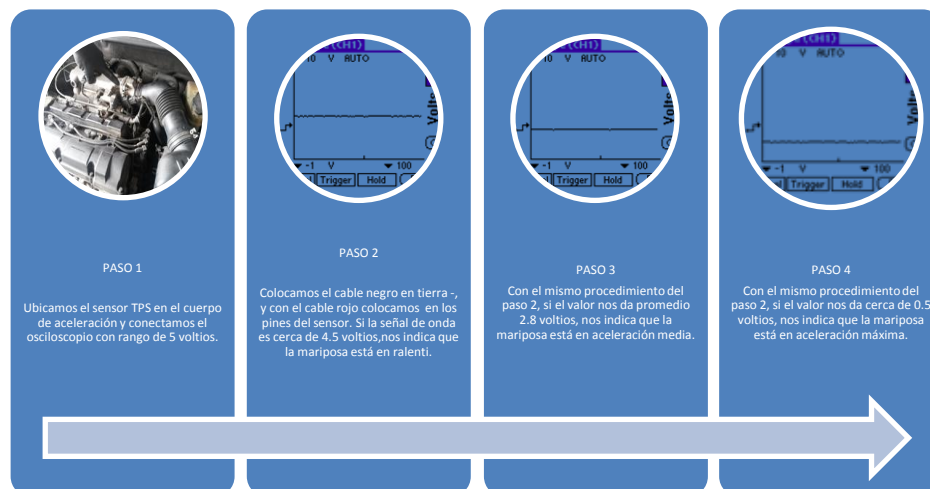 PASO 1
Ubicamos el sensor TPS en el cuerpo
de aceleración y conectamos el
osciloscopio con rango de 5 voltios.
(CH1)
V AUTO
Volts
-1 V 100
Trigger Hold
PASO 2
Colocamos el cable negro en tierra -,
y con el cable rojo colocamos en los
pines del sensor. Si la señal de onda
es cerca de 4.5 voltios,nos indica que
la mariposa está en ralenti.
(CH1)
10 V AUTO
Volts
-1 V 100
Trigger Hold
PASO 3
Con el mismo procedimiento del
paso 2, si el valor nos da promedio
2.8 voltios, nos indica que la
mariposa está en aceleración media.
(CH1)
10 V AUTO
Volts
-1 V 100
Trigger Hold
PASO 4
Con el mismo procedimiento del
paso 2, si el valor nos da cerca de 0.5
voltios, nos indica que la mariposa
está en aceleración máxima.